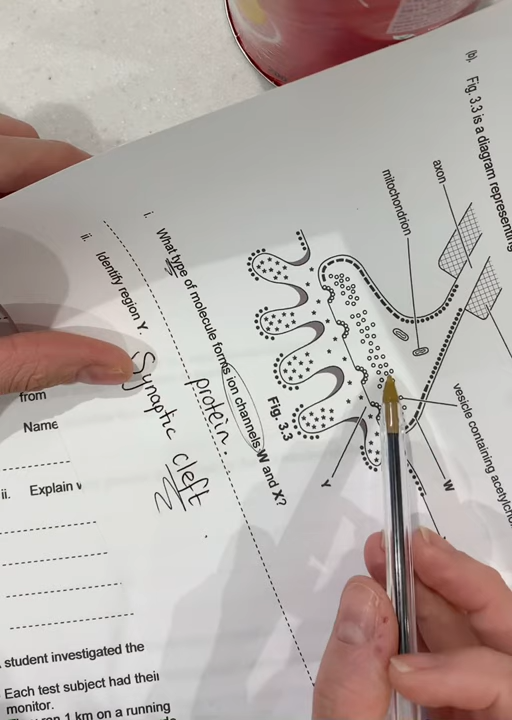 (b). Fig. 3.3 is a diagram representing
axon
mitochondrion
vesicle containing acetylcho
W
Y
Fig. 3.3
i. What type of molecule forms ion channels W and X?
protein.
ii. Identify region Y.
Synaptic cleft.
from
Name
ii. Explain
student investigated the
Each test subject had their
monitor.
ran 1 km on a running